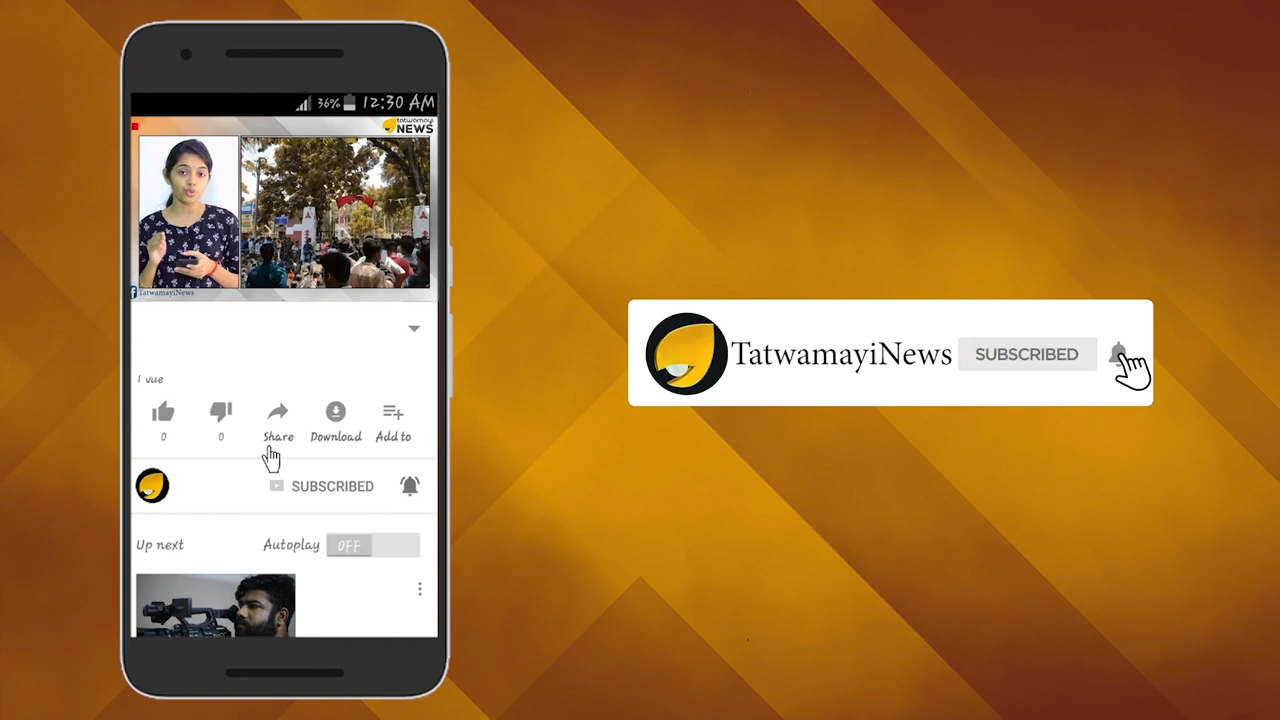 36% 12:30 AM
tatwamayi
NEWS
TatwamayiNews
1 vue
0 0 Share Download Add to
SUBSCRIBED
Up next Autoplay OFF
TatwamayiNews SUBSCRIBED